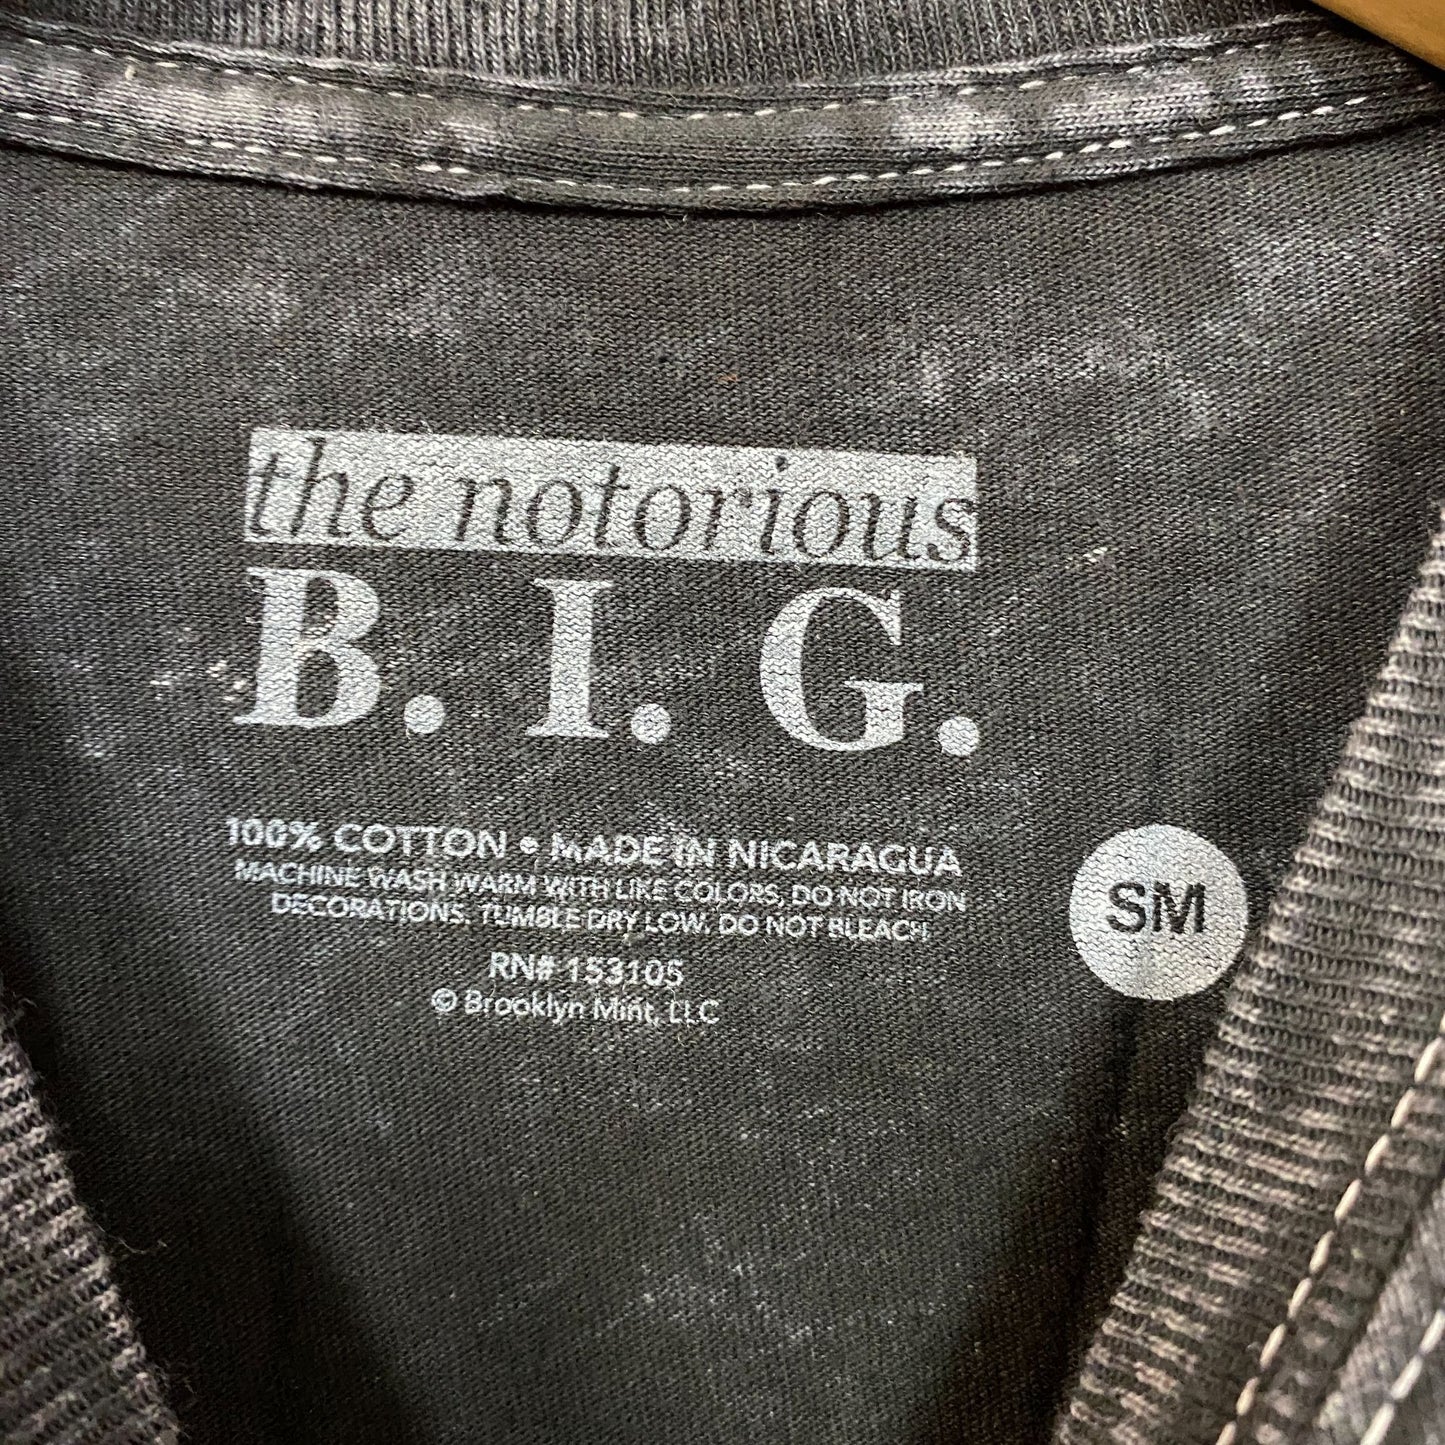 the notorious
B. I. G.
100% COTTON • MADE IN NICARAGUA
MACHINE WASH WARM WITH LIKE COLORS, DO NOT IRON
DECORATIONS. TUMBLE DRY LOW. DO NOT BLEACH
RN# 153105
© Brooklyn Mint, LLC
SM